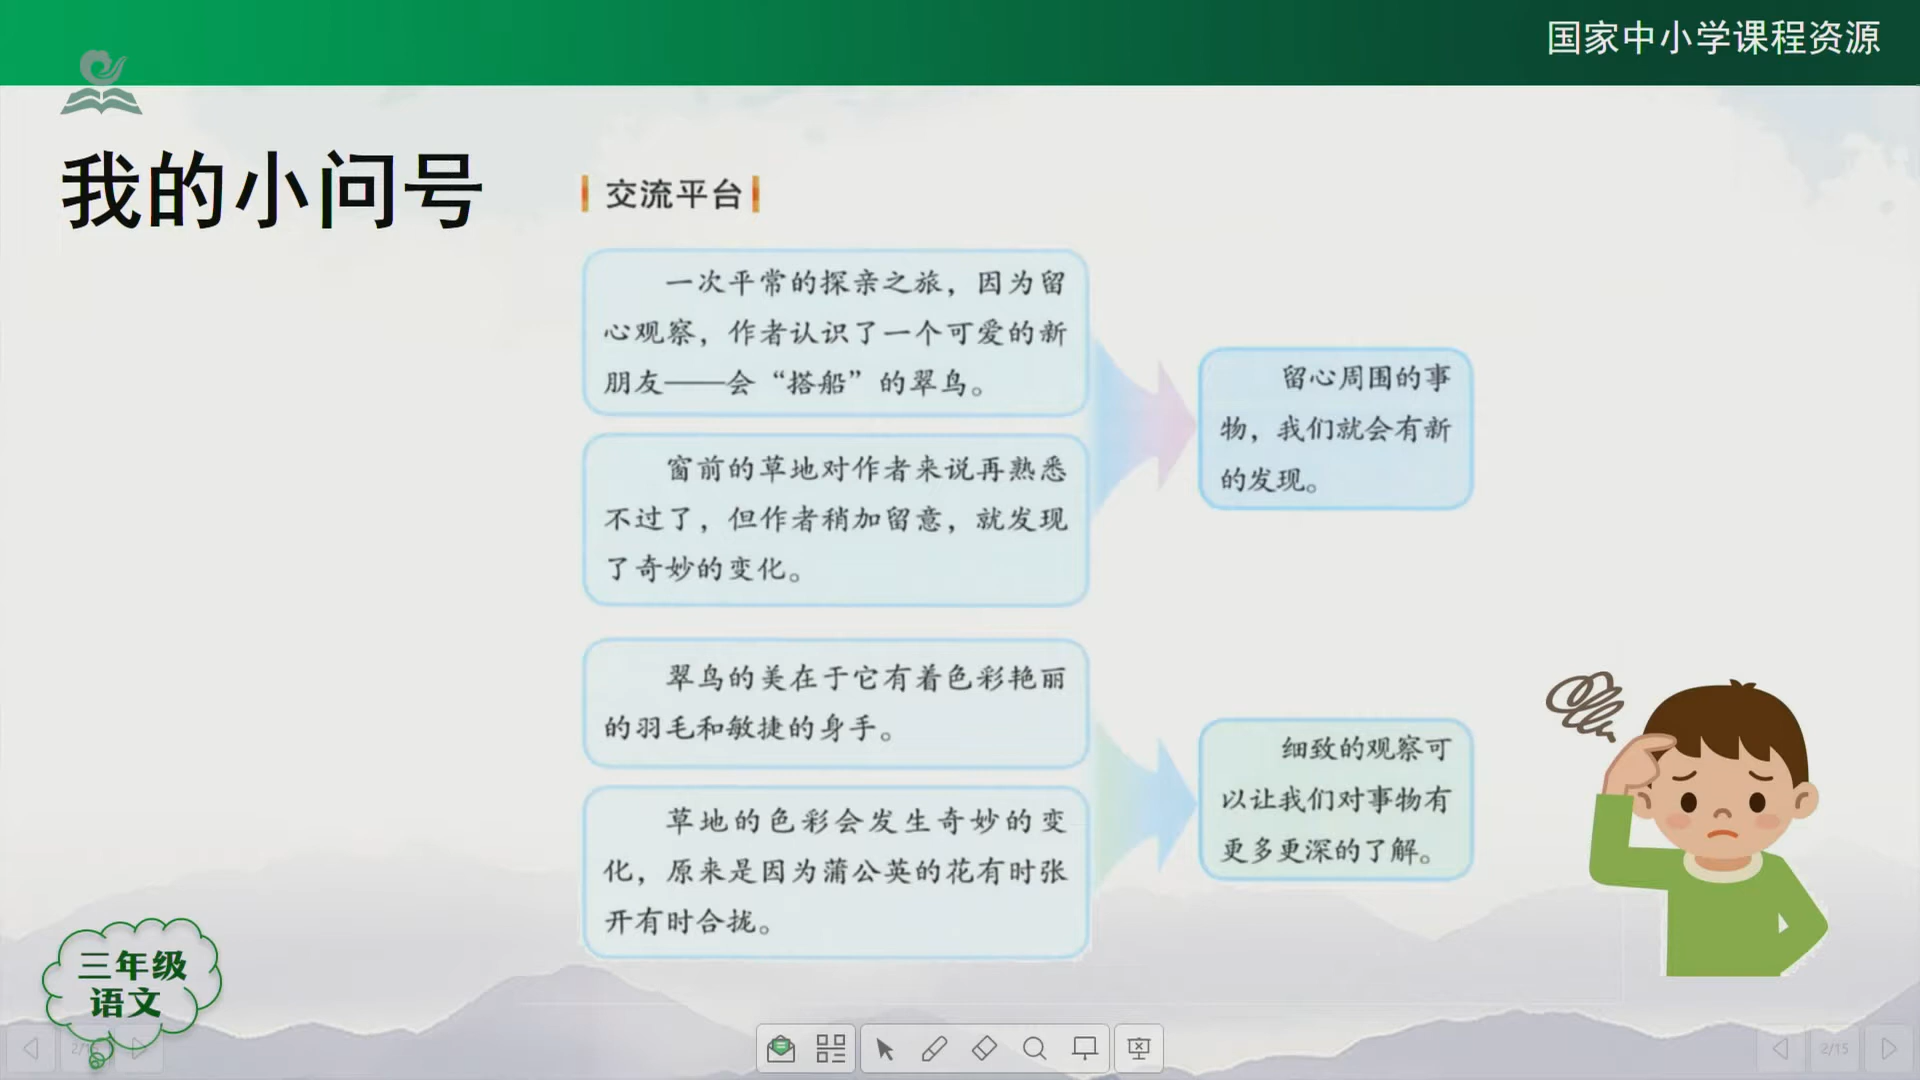 国家中小学课程资源
我的小问号
交流平台
一次平常的探亲之旅，因为留
心观察，作者认识了一个可爱的新
朋友——会“搭船”的翠鸟。
窗前的草地对作者来说再熟悉
不过了，但作者稍加留意，就发现
了奇妙的变化。
留心周围的事
物，我们就会有新
的发现。
翠鸟的美在于它有着色彩艳丽
的羽毛和敏捷的身手。
草地的色彩会发生奇妙的变
化，原来是因为蒲公英的花有时张
开有时合拢。
细致的观察可
以让我们对事物有
更多更深的了解。
三年级
语文
2/15